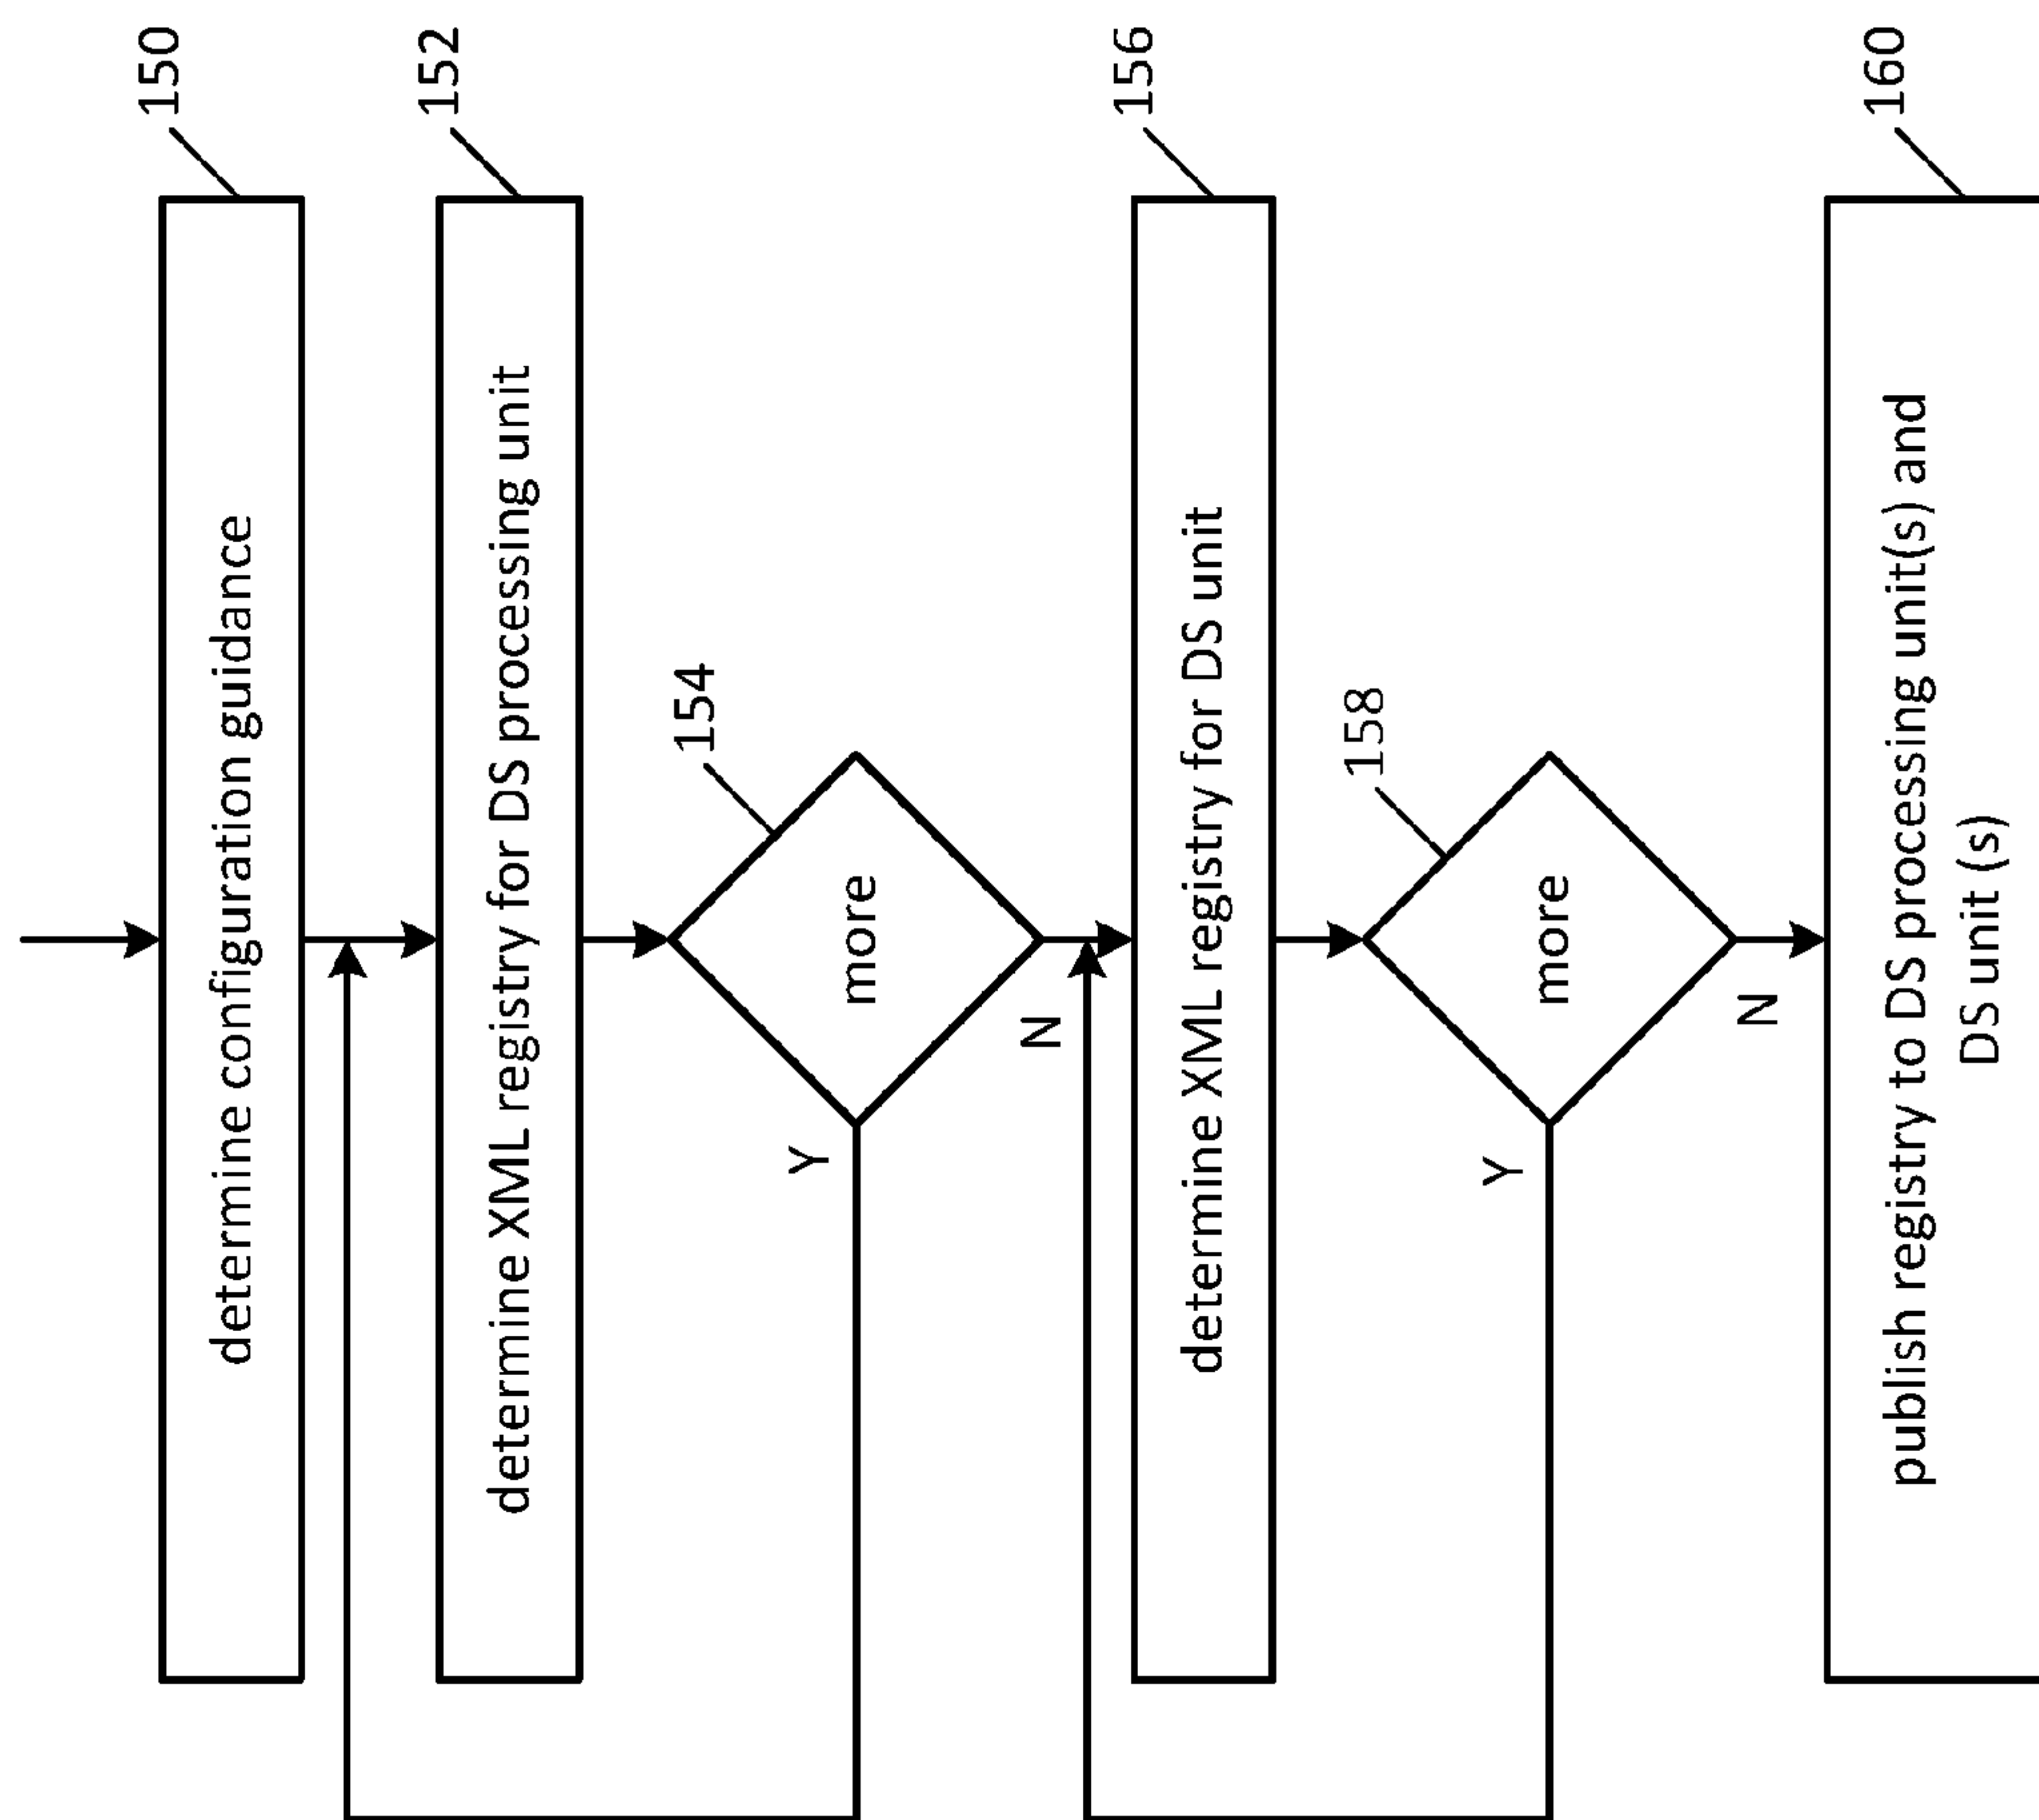 150
determine configuration guidance
152
determine XML registry for DS processing unit
154
more
Y
N
156
determine XML registry for DS unit
158
more
Y
N
160
publish registry to DS processing unit(s) and
DS unit (s)